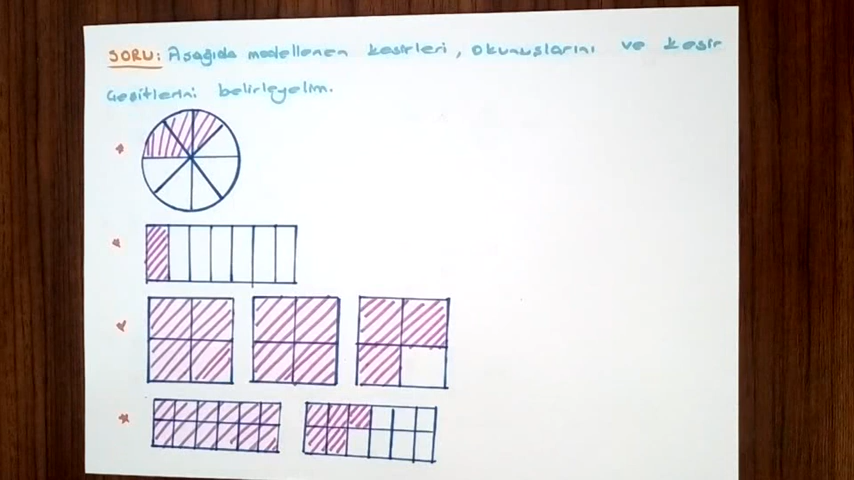 SORU: Aşağıda modellenen kesirleri, okunuşlarını ve kesir
çeşitlerini belirleyelim.